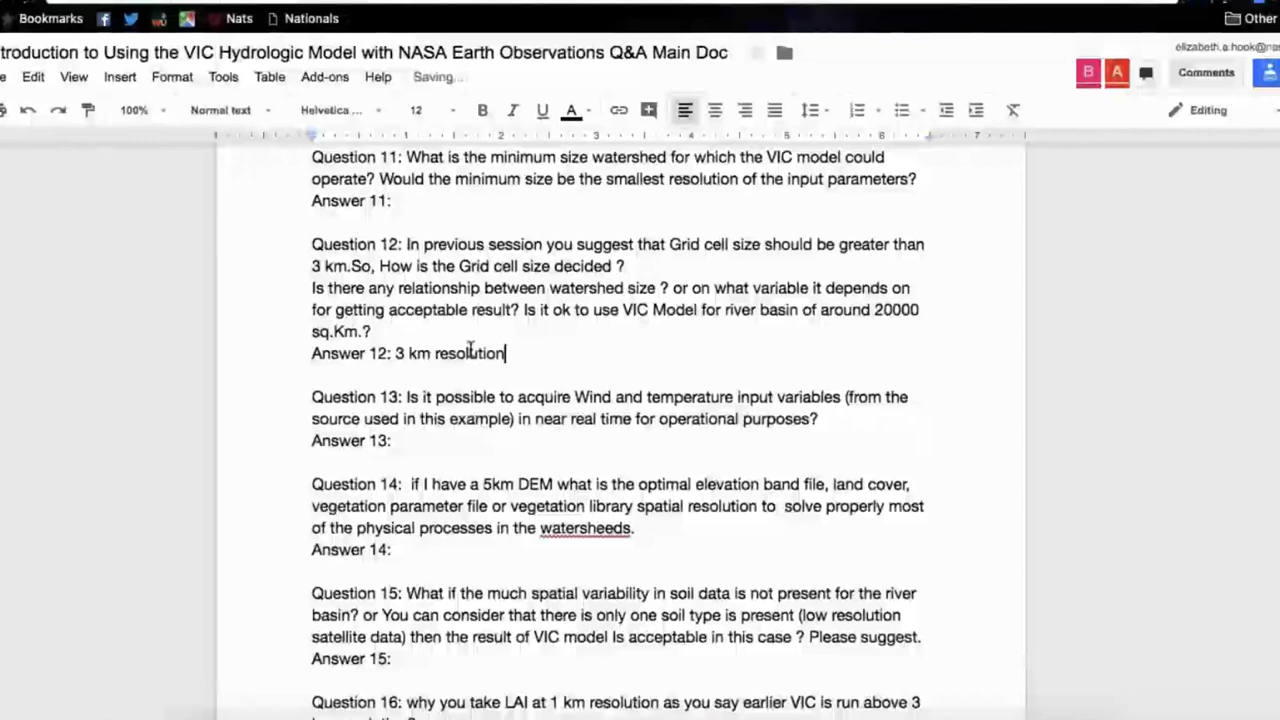 Bookmarks Nats Nationals Other
ntroduction to Using the VIC Hydrologic Model with NASA Earth Observations Q&A Main Doc
elizabeth.a.hook@nas
Edit View Insert Format Tools Table Add-ons Help Saving...
B A Comments
100% Normal text Helvetica ... 12 B I U A Editing
1 2 3 4 5 6 7
Question 11: What is the minimum size watershed for which the VIC model could
operate? Would the minimum size be the smallest resolution of the input parameters?
Answer 11:
Question 12: In previous session you suggest that Grid cell size should be greater than
3 km.So, How is the Grid cell size decided ?
Is there any relationship between watershed size ? or on what variable it depends on
for getting acceptable result? Is it ok to use VIC Model for river basin of around 20000
sq.Km.?
Answer 12: 3 km resolution
Question 13: Is it possible to acquire Wind and temperature input variables (from the
source used in this example) in near real time for operational purposes?
Answer 13:
Question 14:  if I have a 5km DEM what is the optimal elevation band file, land cover,
vegetation parameter file or vegetation library spatial resolution to  solve properly most
of the physical processes in the watersheeds.
Answer 14:
Question 15: What if the much spatial variability in soil data is not present for the river
basin? or You can consider that there is only one soil type is present (low resolution
satellite data) then the result of VIC model Is acceptable in this case ? Please suggest.
Answer 15:
Question 16: why you take LAI at 1 km resolution as you say earlier VIC is run above 3